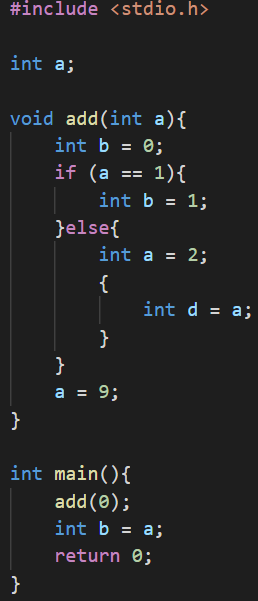 #include <stdio.h>

int a;

void add(int a){
    int b = 0;
    if (a == 1){
        int b = 1;
    }else{
        int a = 2;
        {
            int d = a;
        }
    }
    a = 9;
}

int main(){
    add(0);
    int b = a;
    return 0;
}